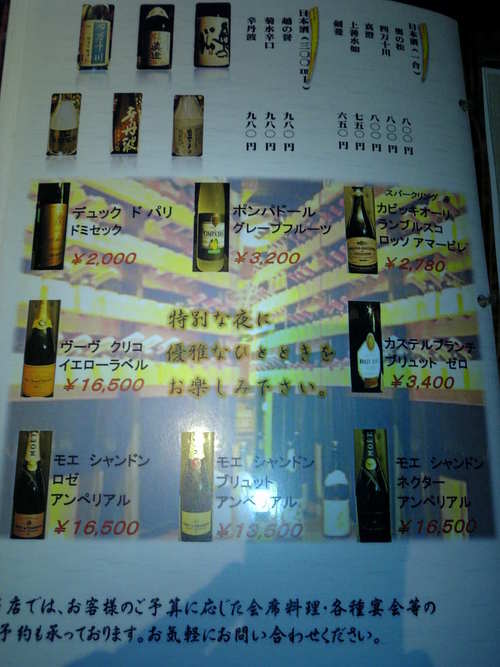 日本酒(一合)
奥の松
八〇〇円
四万十川
八〇〇円
真澄
八〇〇円
上善水如
七五〇円
剣菱
六五〇円
日本酒(三〇〇ml)
越の誉
九八〇円
菊水辛口
九八〇円
辛丹波
九八〇円
デュック ド パリ
ドミセック
¥2,000
ポンパドール
グレープフルーツ
¥3,200
スパークリング
カビッキオーリ
ランブルスコ
ロッソ アマービレ
¥2,780
ヴーヴ クリコ
イエローラベル
¥16,500
特別な夜に
優雅なひとときを
お楽しみ下さい。
カステルブランチ
ブリュット ゼロ
¥3,400
モエ シャンドン
ロゼ
アンペリアル
¥16,500
モエ シャンドン
ブリュット
アンペリアル
¥13,500
モエ シャンドン
ネクター
アンペリアル
¥16,500
店では、お客様のご予算に応じた会席料理・各種宴会等の
予約も承っております。お気軽にお問い合わせください。